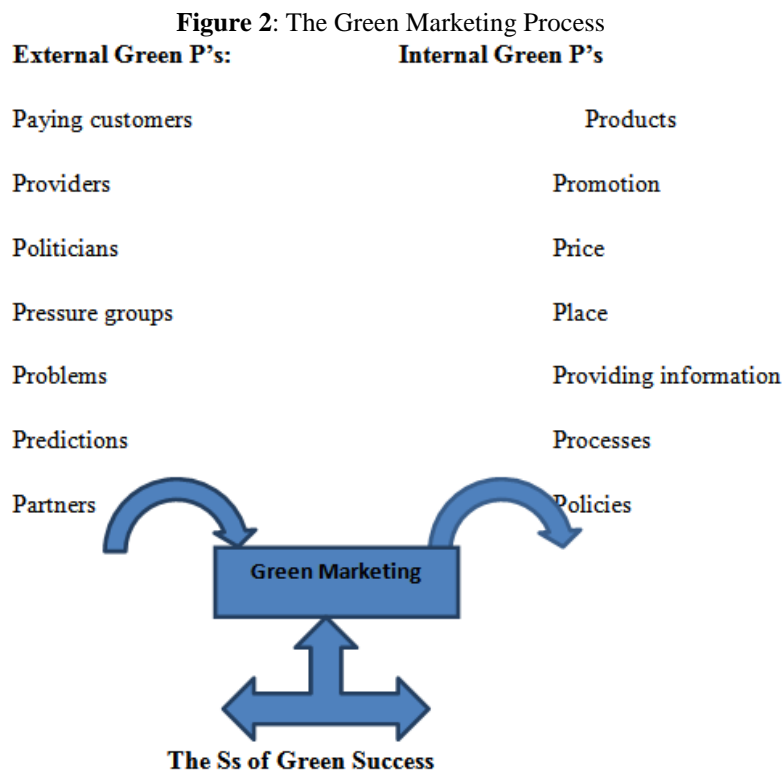 Figure 2: The Green Marketing Process
External Green P's: Internal Green P's
Paying customers Products
Providers Promotion
Politicians Price
Pressure groups Place
Problems Providing information
Predictions Processes
Partners Policies
Green Marketing
The Ss of Green Success